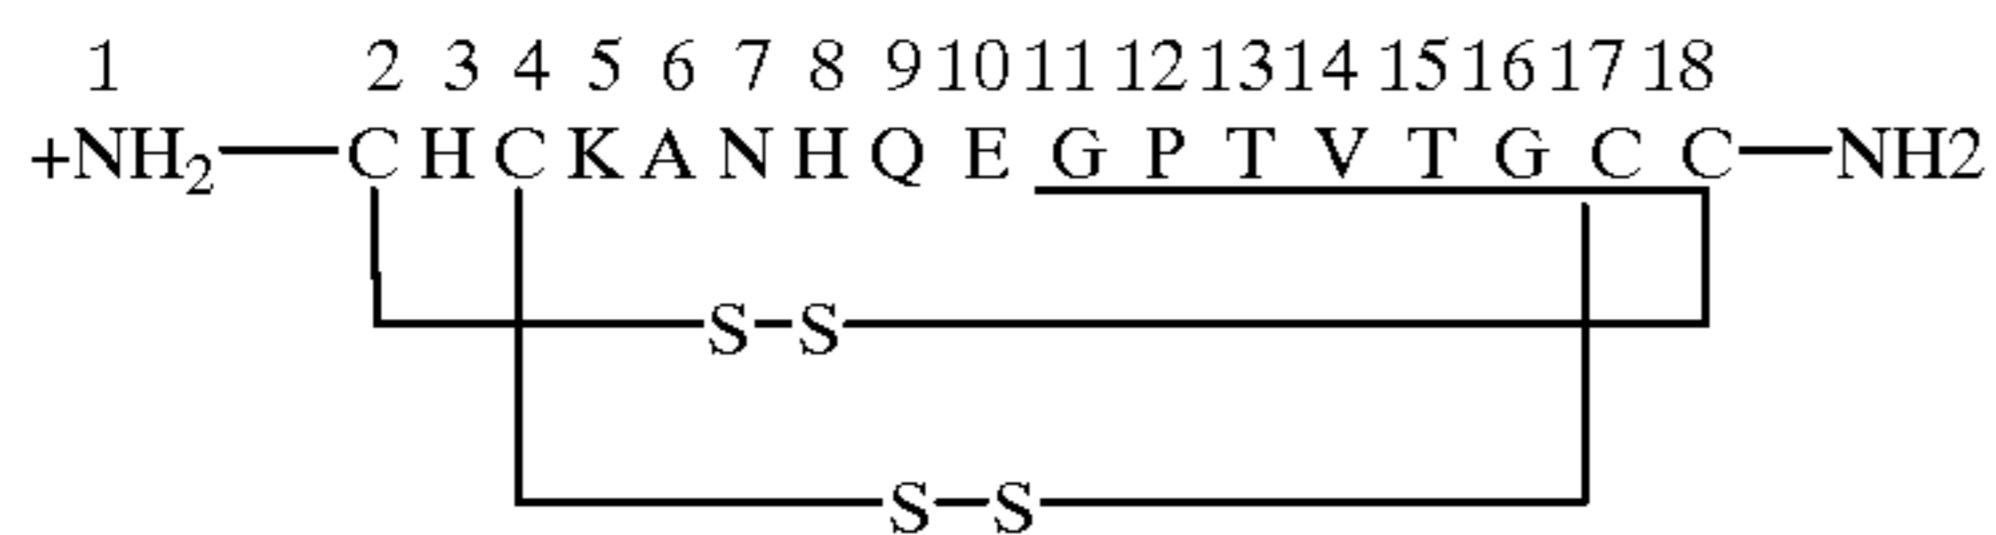 1 2 3 4 5 6 7 8 9 10 11 12 13 14 15 16 17 18
+NH₂ C H C K A N H Q E G P T V T G C C NH2
S S
S S